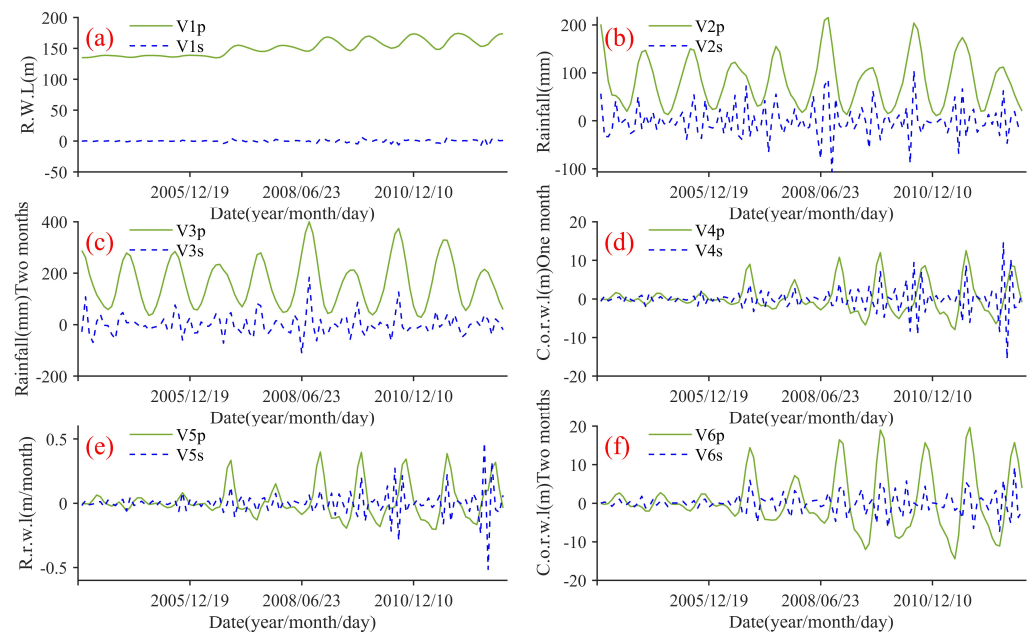 (a)
V1p
V1s
R.W.L(m)
200
150
100
50
0
-50
2005/12/19 2008/06/23 2010/12/10
Date(year/month/day)
(b)
V2p
V2s
Rainfall(mm)
200
100
0
-100
2005/12/19 2008/06/23 2010/12/10
Date(year/month/day)
(c)
V3p
V3s
Rainfall(mm)Two months
400
200
0
-200
2005/12/19 2008/06/23 2010/12/10
Date(year/month/day)
(d)
V4p
V4s
C.o.r.w.l(m)One month
20
10
0
-10
-20
2005/12/19 2008/06/23 2010/12/10
Date(year/month/day)
(e)
V5p
V5s
R.r.w.l(m/month)
0.5
0
-0.5
2005/12/19 2008/06/23 2010/12/10
Date(year/month/day)
(f)
V6p
V6s
C.o.r.w.l(m)Two months
20
10
0
-10
-20
2005/12/19 2008/06/23 2010/12/10
Date(year/month/day)